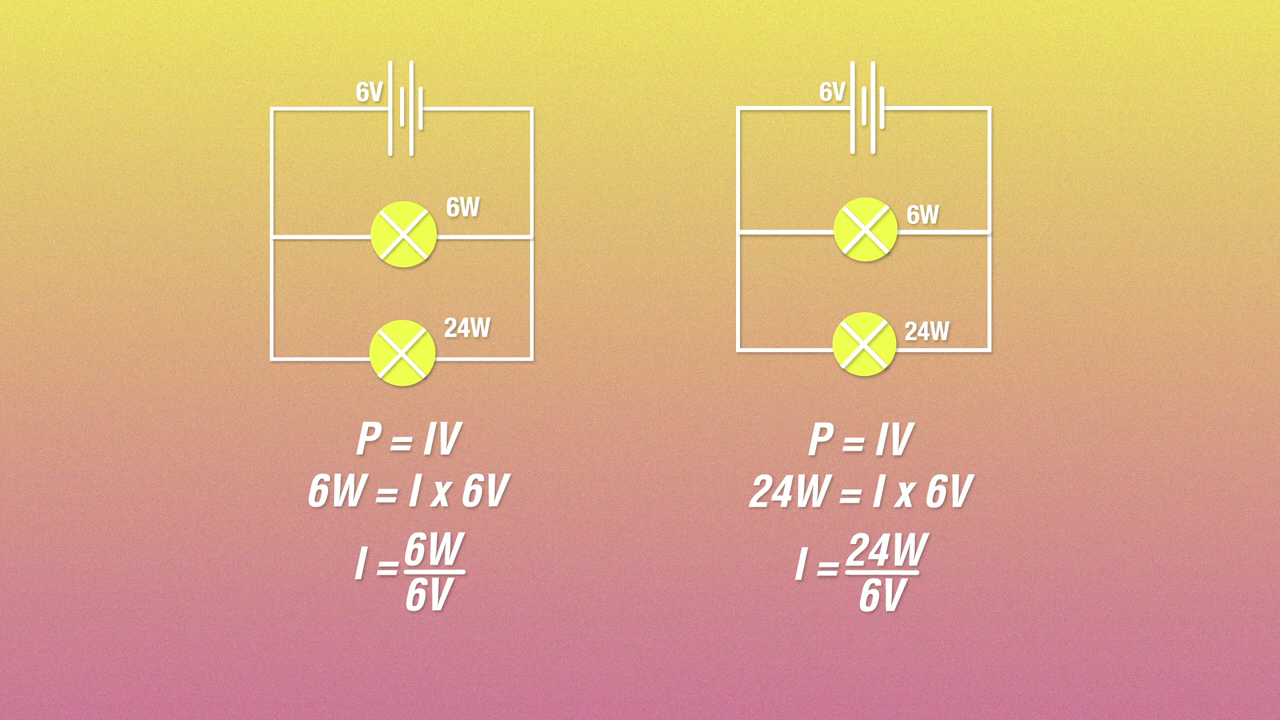 6V
6W
24W
P = IV
6W = I x 6V
I = 6W
6V
6V
6W
24W
P = IV
24W = I x 6V
I = 24W
6V